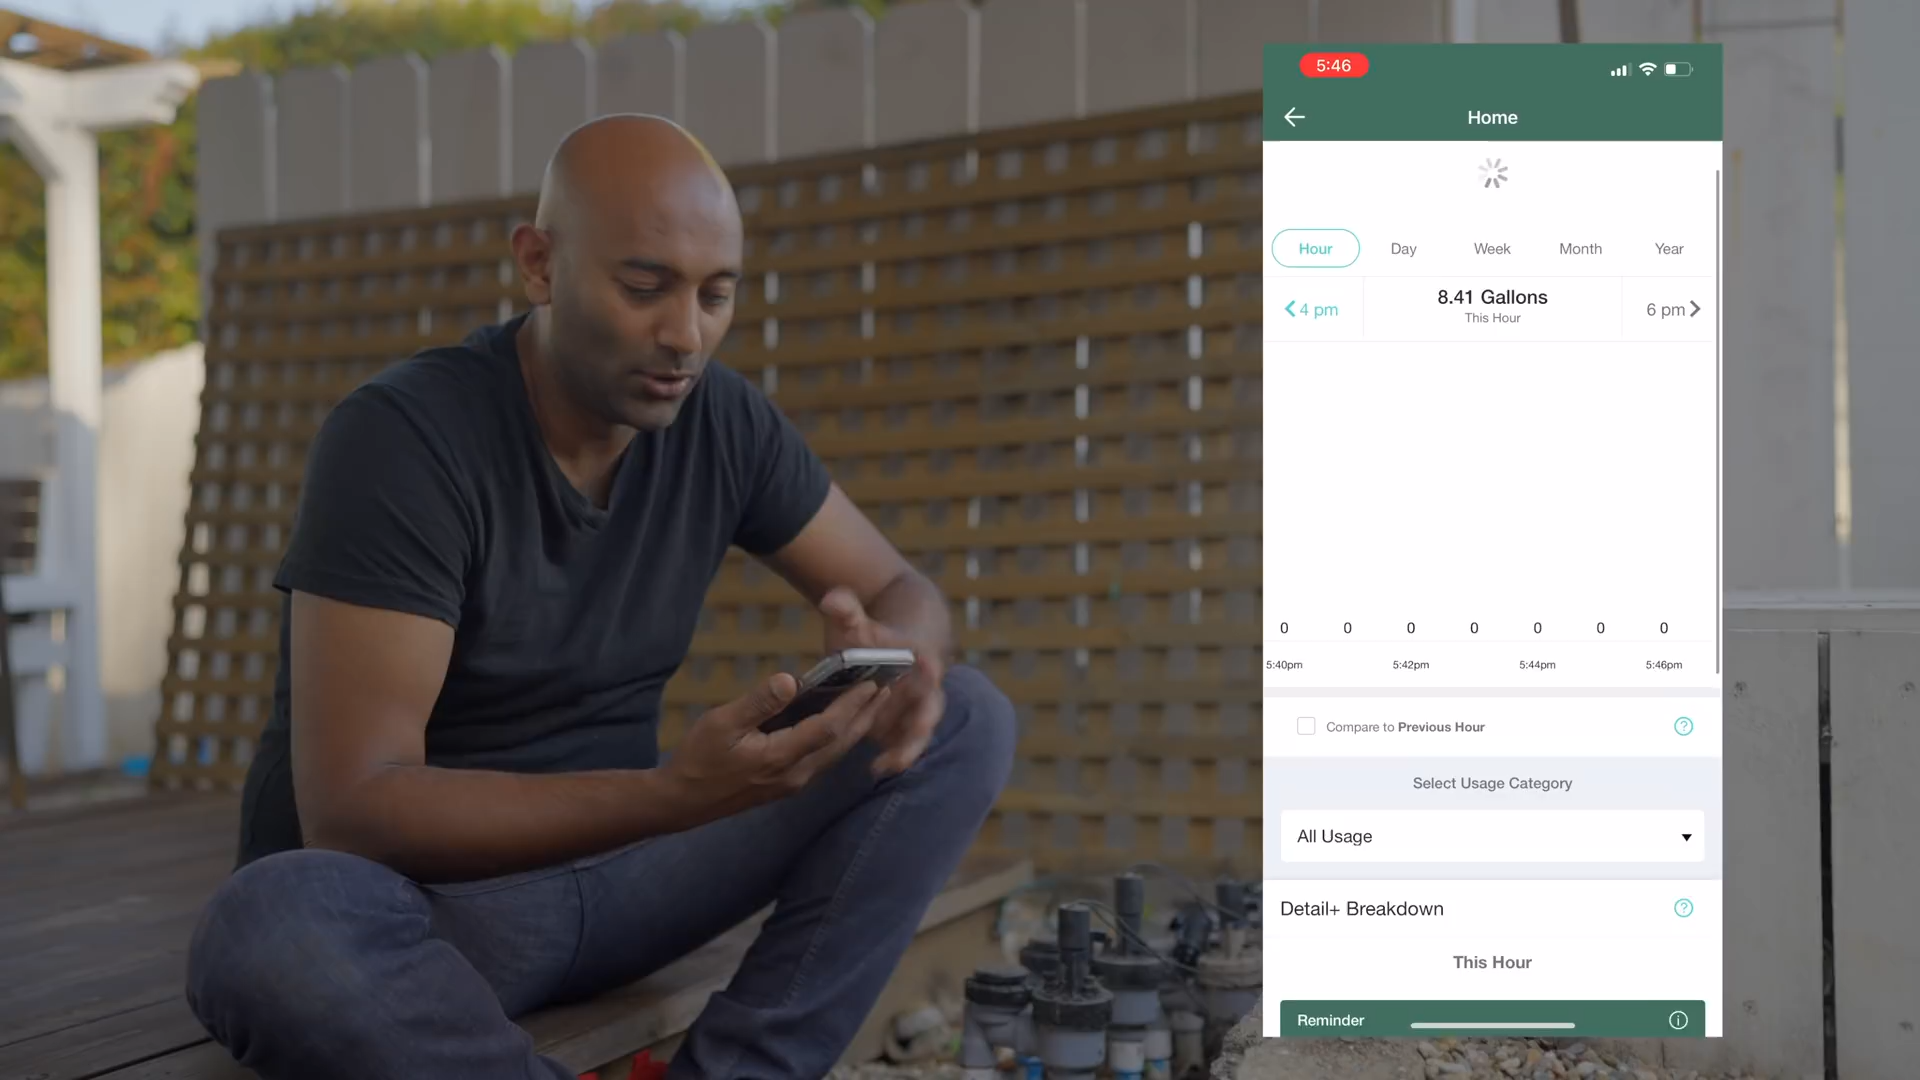 5:46
Home
Hour Day Week Month Year
4 pm 8.41 Gallons 6 pm
This Hour
0 0 0 0 0 0 0
5:40pm 5:42pm 5:44pm 5:46pm
Compare to Previous Hour ?
Select Usage Category
All Usage
Detail+ Breakdown ?
This Hour
Reminder i